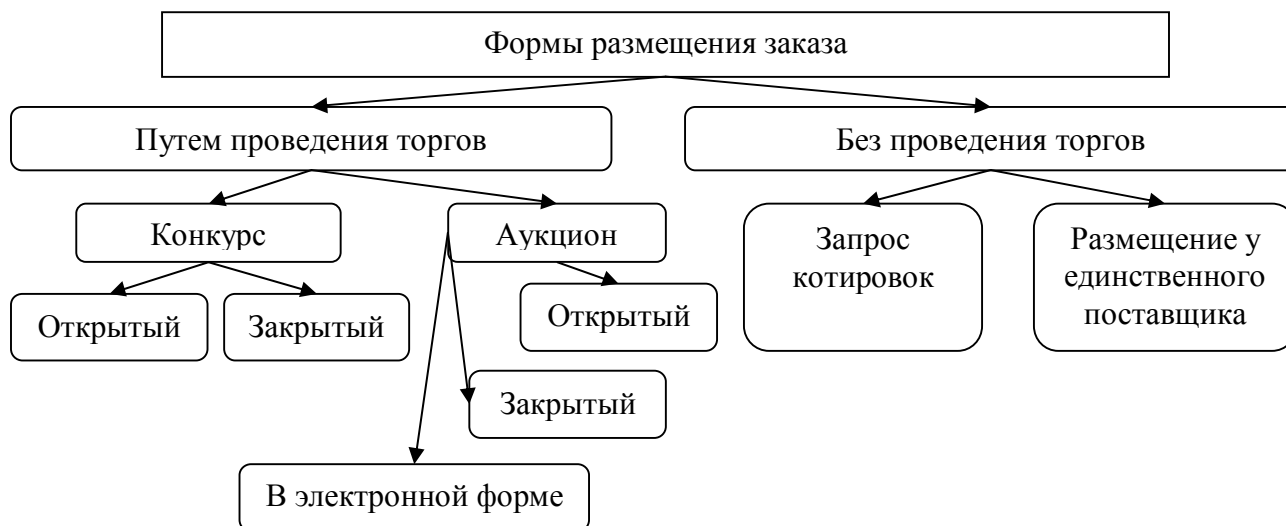 Формы размещения заказа
Путем проведения торгов
Без проведения торгов
Конкурс
Аукцион
Запрос
котировок
Размещение у
единственного
поставщика
Открытый
Закрытый
Открытый
Закрытый
В электронной форме